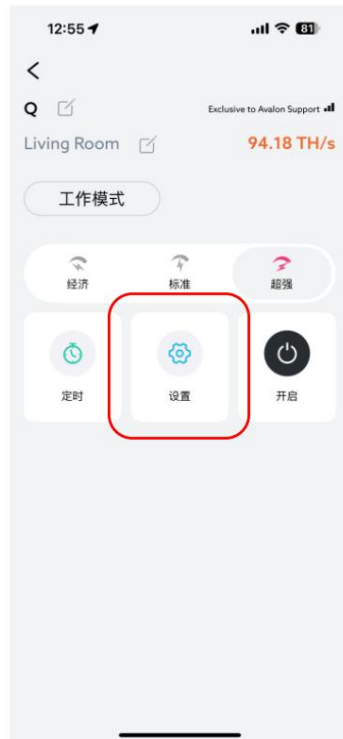 12:55
81
Q
Exclusive to Avalon Support
Living Room
94.18 TH/s
工作模式
经济 标准 超强
定时 设置 开启